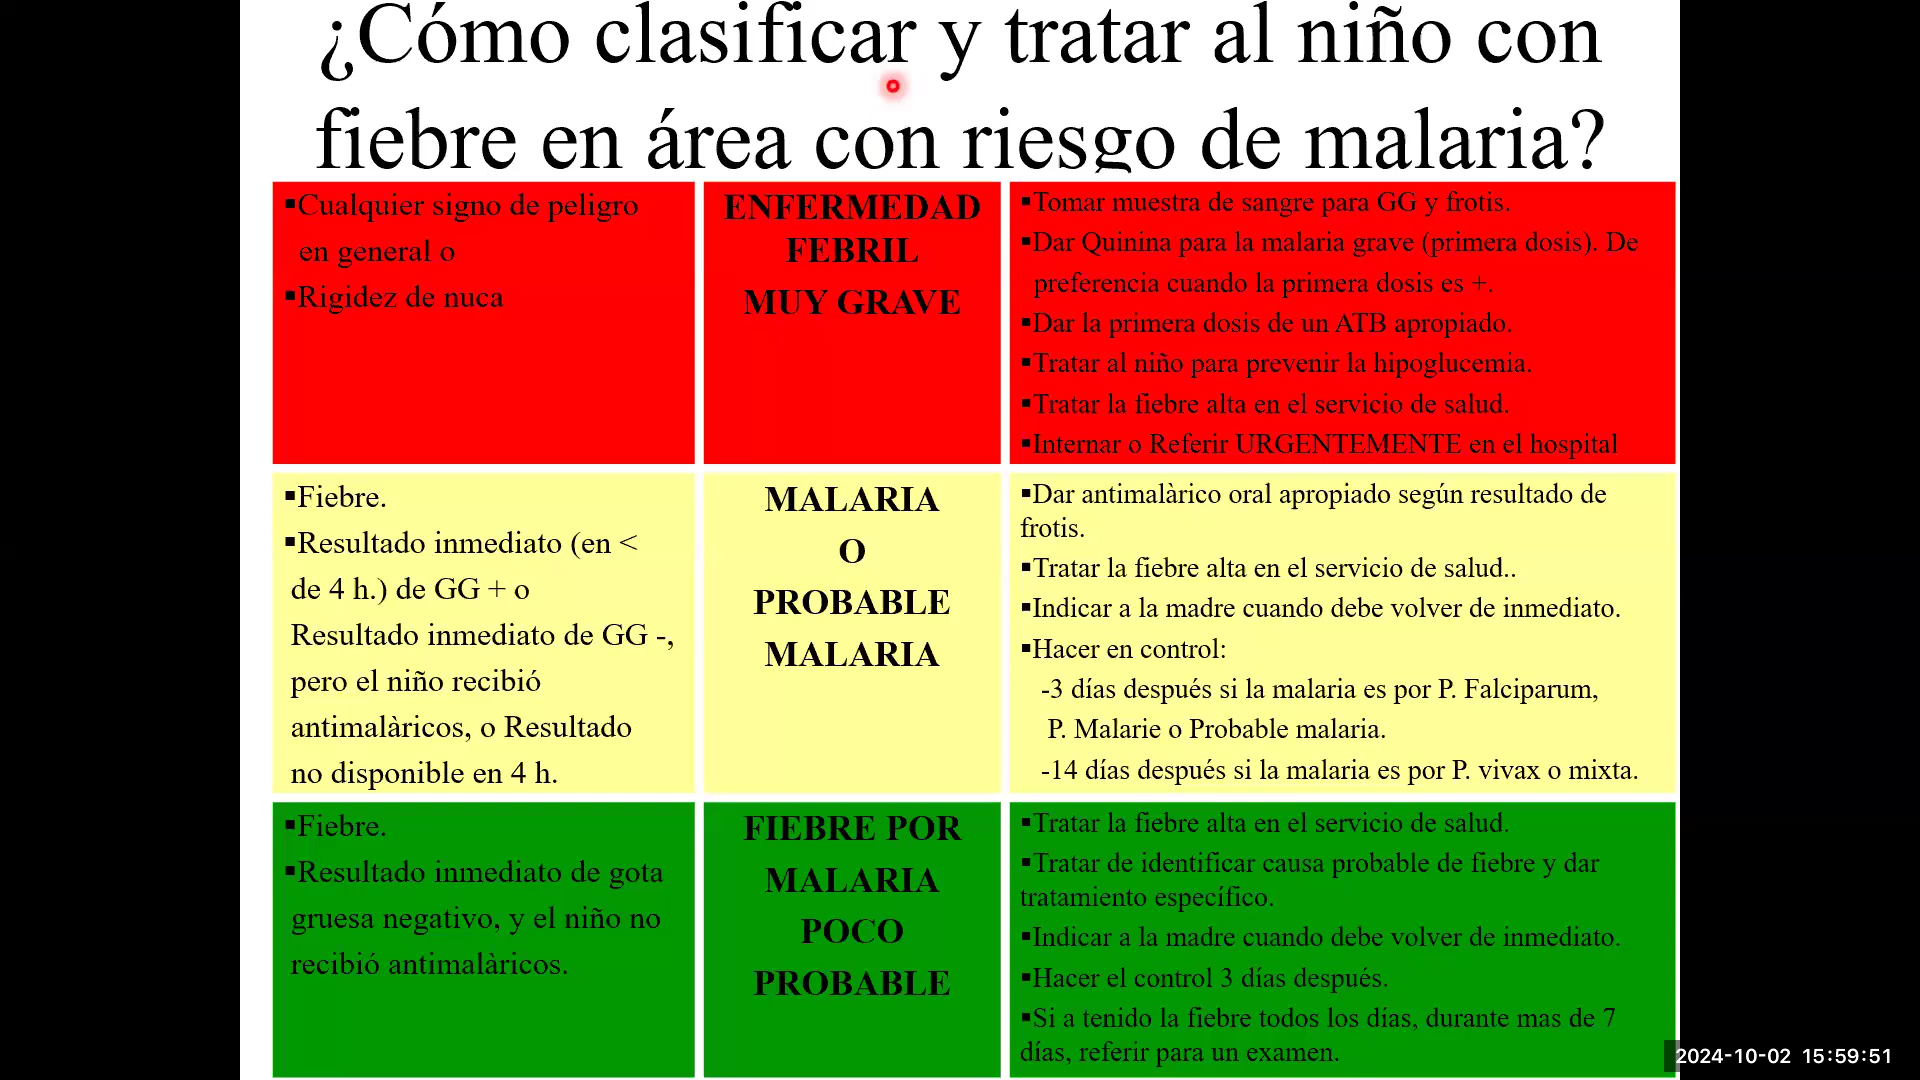 ¿Cómo clasificar y tratar al niño con
fiebre en área con riesgo de malaria?
▪Cualquier signo de peligro
en general o
▪Rigidez de nuca
ENFERMEDAD
FEBRIL
MUY GRAVE
▪Tomar muestra de sangre para GG y frotis.
▪Dar Quinina para la malaria grave (primera dosis). De
preferencia cuando la primera dosis es +.
▪Dar la primera dosis de un ATB apropiado.
▪Tratar al niño para prevenir la hipoglucemia.
▪Tratar la fiebre alta en el servicio de salud.
▪Internar o Referir URGENTEMENTE en el hospital
▪Fiebre.
▪Resultado inmediato (en <
de 4 h.) de GG + o
Resultado inmediato de GG -,
pero el niño recibió
antimalàricos, o Resultado
no disponible en 4 h.
MALARIA
O
PROBABLE
MALARIA
▪Dar antimalàrico oral apropiado según resultado de
frotis.
▪Tratar la fiebre alta en el servicio de salud..
▪Indicar a la madre cuando debe volver de inmediato.
▪Hacer en control:
-3 días después si la malaria es por P. Falciparum,
P. Malarie o Probable malaria.
-14 días después si la malaria es por P. vivax o mixta.
▪Fiebre.
▪Resultado inmediato de gota
gruesa negativo, y el niño no
recibió antimalàricos.
FIEBRE POR
MALARIA
POCO
PROBABLE
▪Tratar la fiebre alta en el servicio de salud.
▪Tratar de identificar causa probable de fiebre y dar
tratamiento específico.
▪Indicar a la madre cuando debe volver de inmediato.
▪Hacer el control 3 días después.
▪Si a tenido la fiebre todos los días, durante mas de 7
días, referir para un examen.
2024-10-02 15:59:51